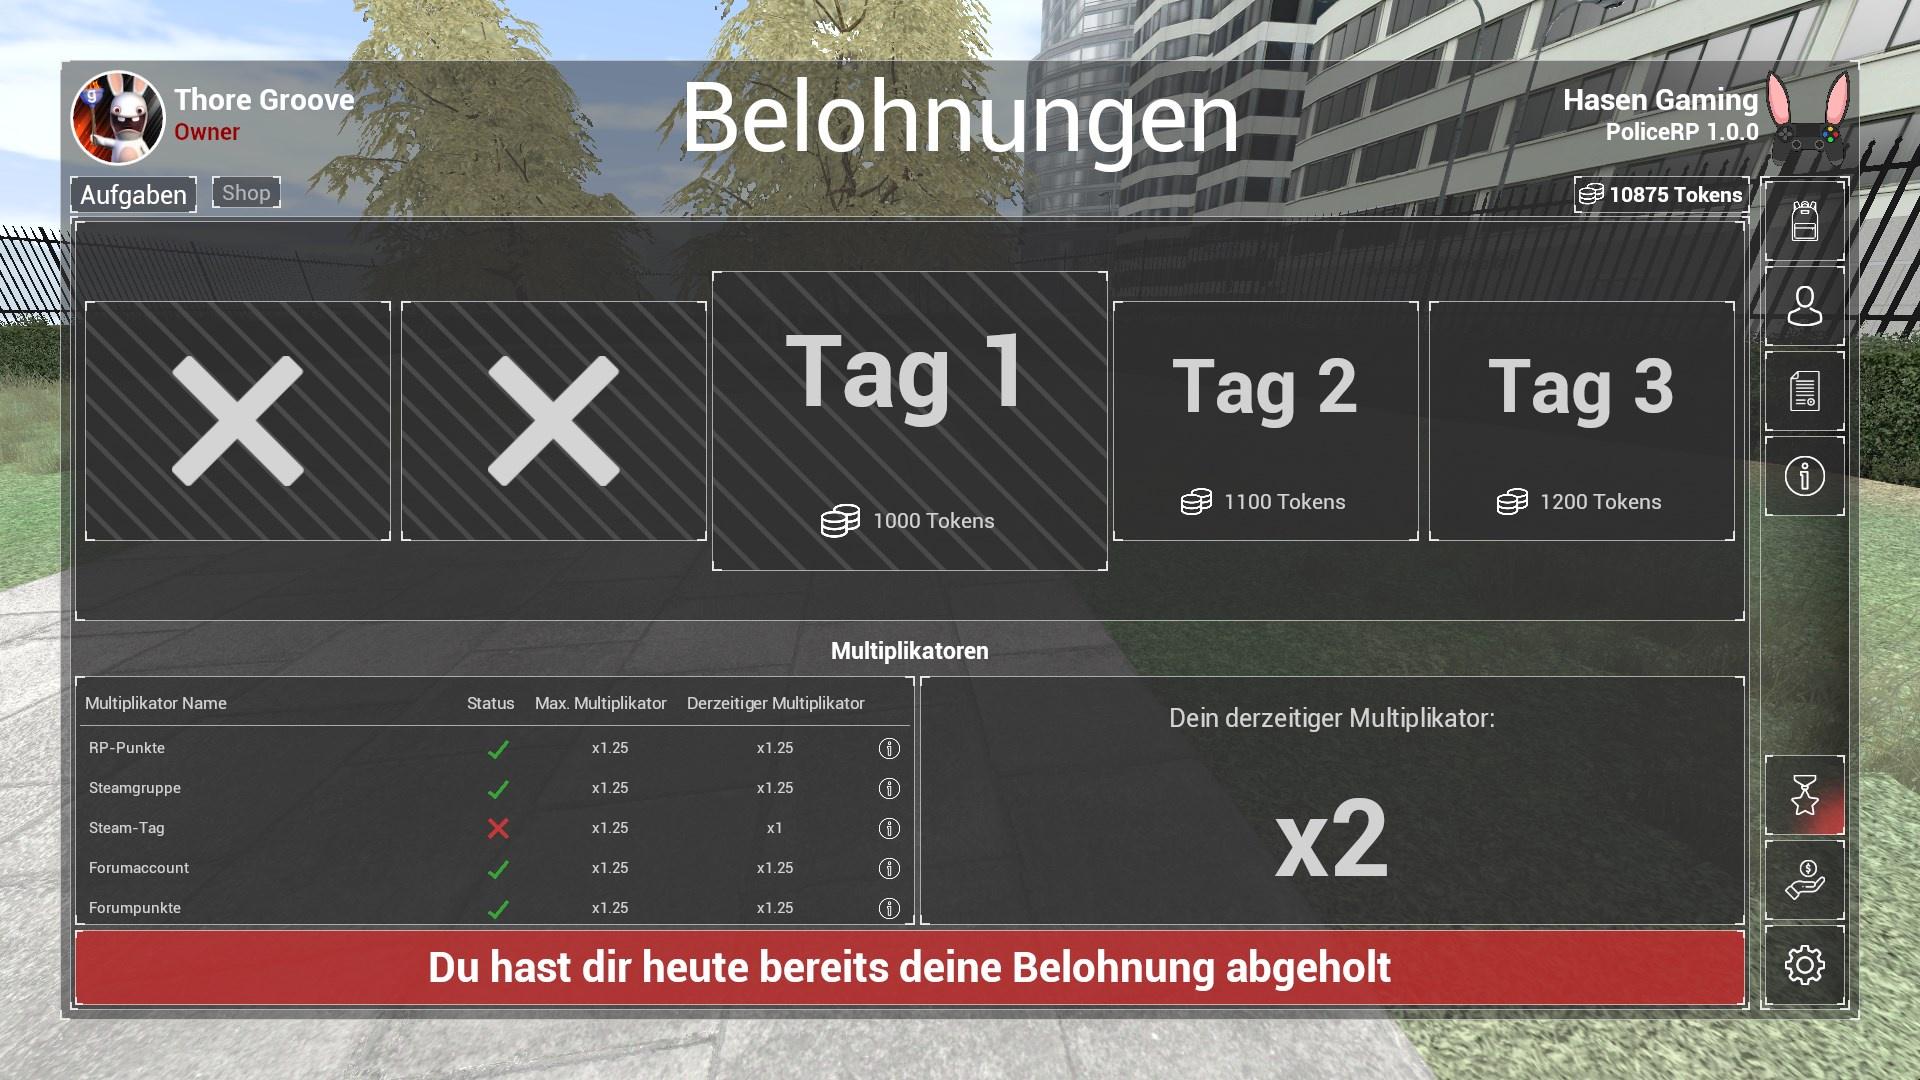 Thore Groove
Owner
Belohnungen
Hasen Gaming
PoliceRP 1.0.0
Aufgaben
Shop
10875 Tokens
Tag 1
1000 Tokens
Tag 2
1100 Tokens
Tag 3
1200 Tokens
Multiplikatoren
Multiplikator Name Status Max. Multiplikator Derzeitiger Multiplikator
RP-Punkte x1.25 x1.25
Steamgruppe x1.25 x1.25
Steam-Tag x1.25 x1
Forumaccount x1.25 x1.25
Forumpunkte x1.25 x1.25
Dein derzeitiger Multiplikator:
x2
Du hast dir heute bereits deine Belohnung abgeholt